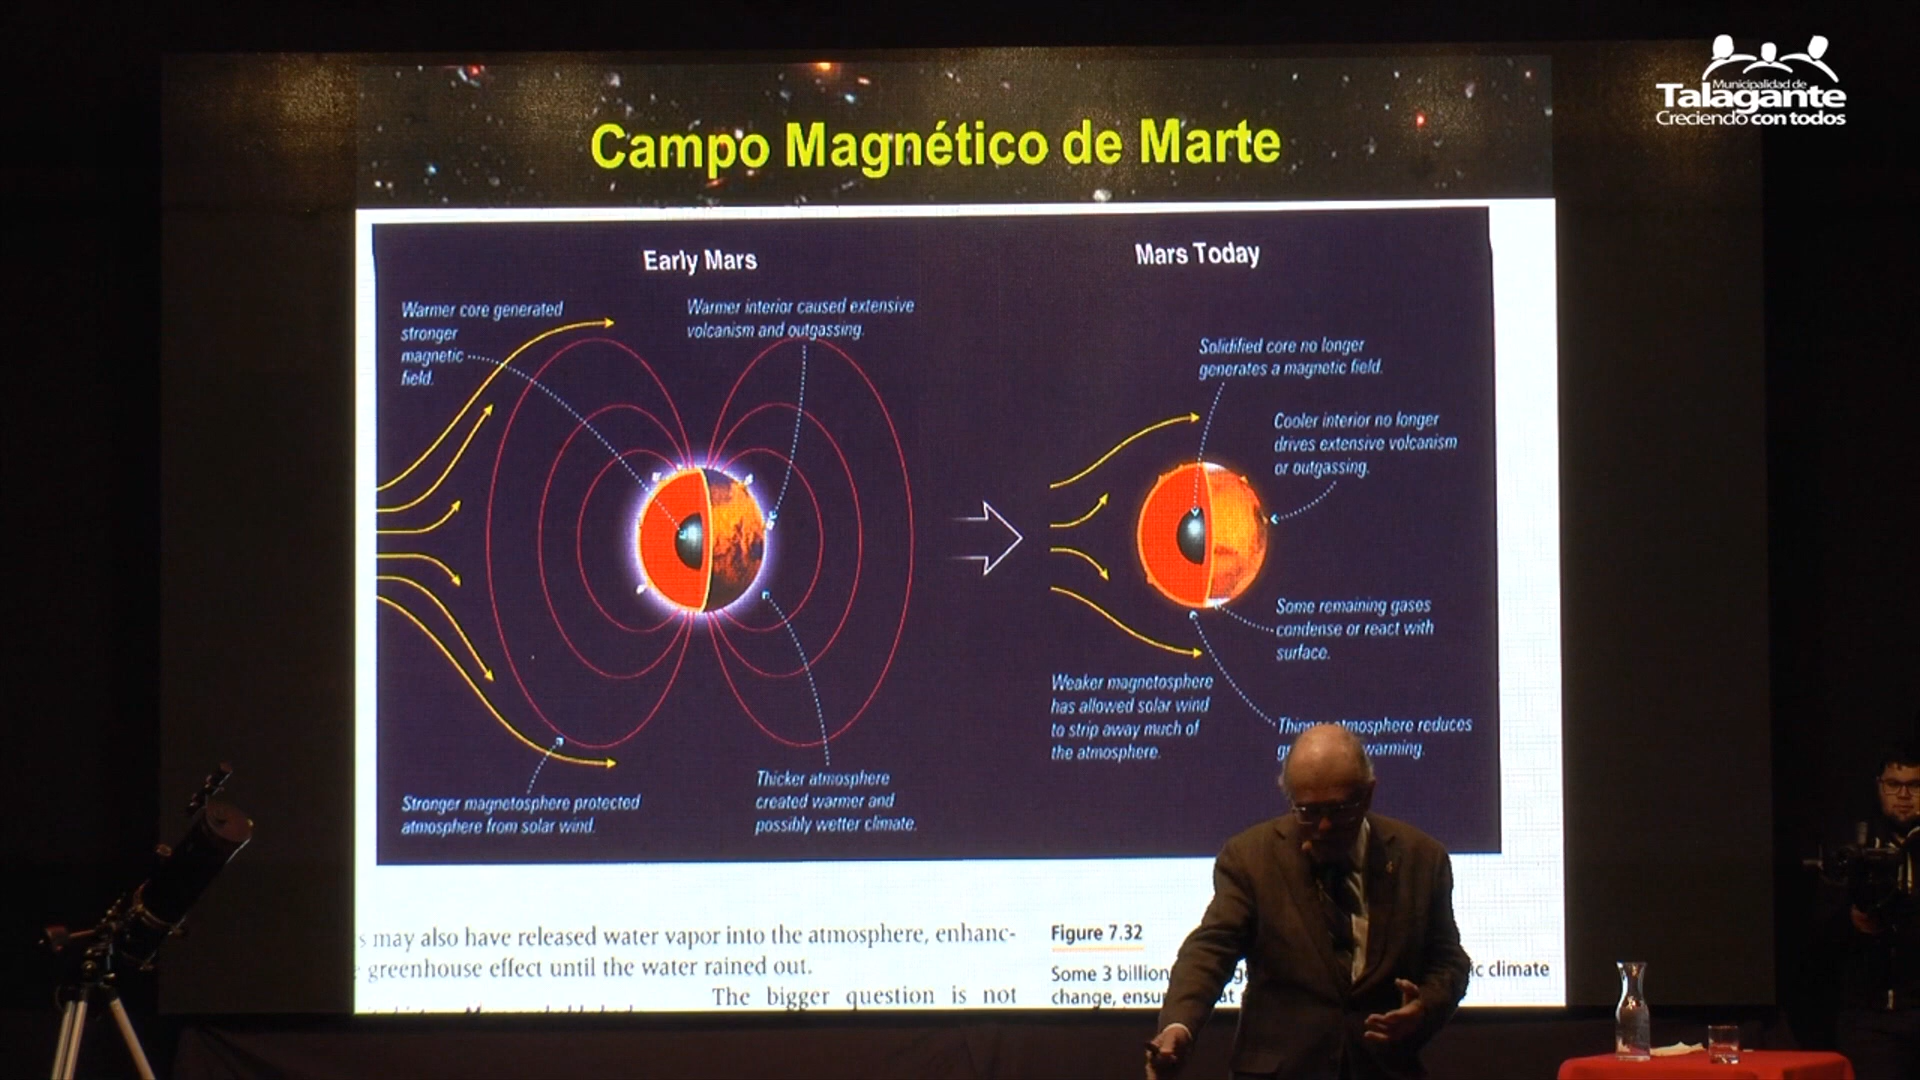 Municipalidad de
Talagante
Creciendo con todos
Campo Magnético de Marte
Early Mars
Mars Today
Warmer core generated
stronger
magnetic
field.
Warmer interior caused extensive
volcanism and outgassing.
Solidified core no longer
generates a magnetic field.
Cooler interior no longer
drives extensive volcanism
or outgassing.
Some remaining gases
condense or react with
surface.
Weaker magnetosphere
has allowed solar wind
to strip away much of
the atmosphere.
reduces
warming.
Stronger magnetosphere protected
atmosphere from solar wind.
Thicker atmosphere
created warmer and
possibly wetter climate.
s may also have released water vapor into the atmosphere, enhanc-
greenhouse effect until the water rained out.
The bigger question is not
Figure 7.32
Some 3 billion climate
change,